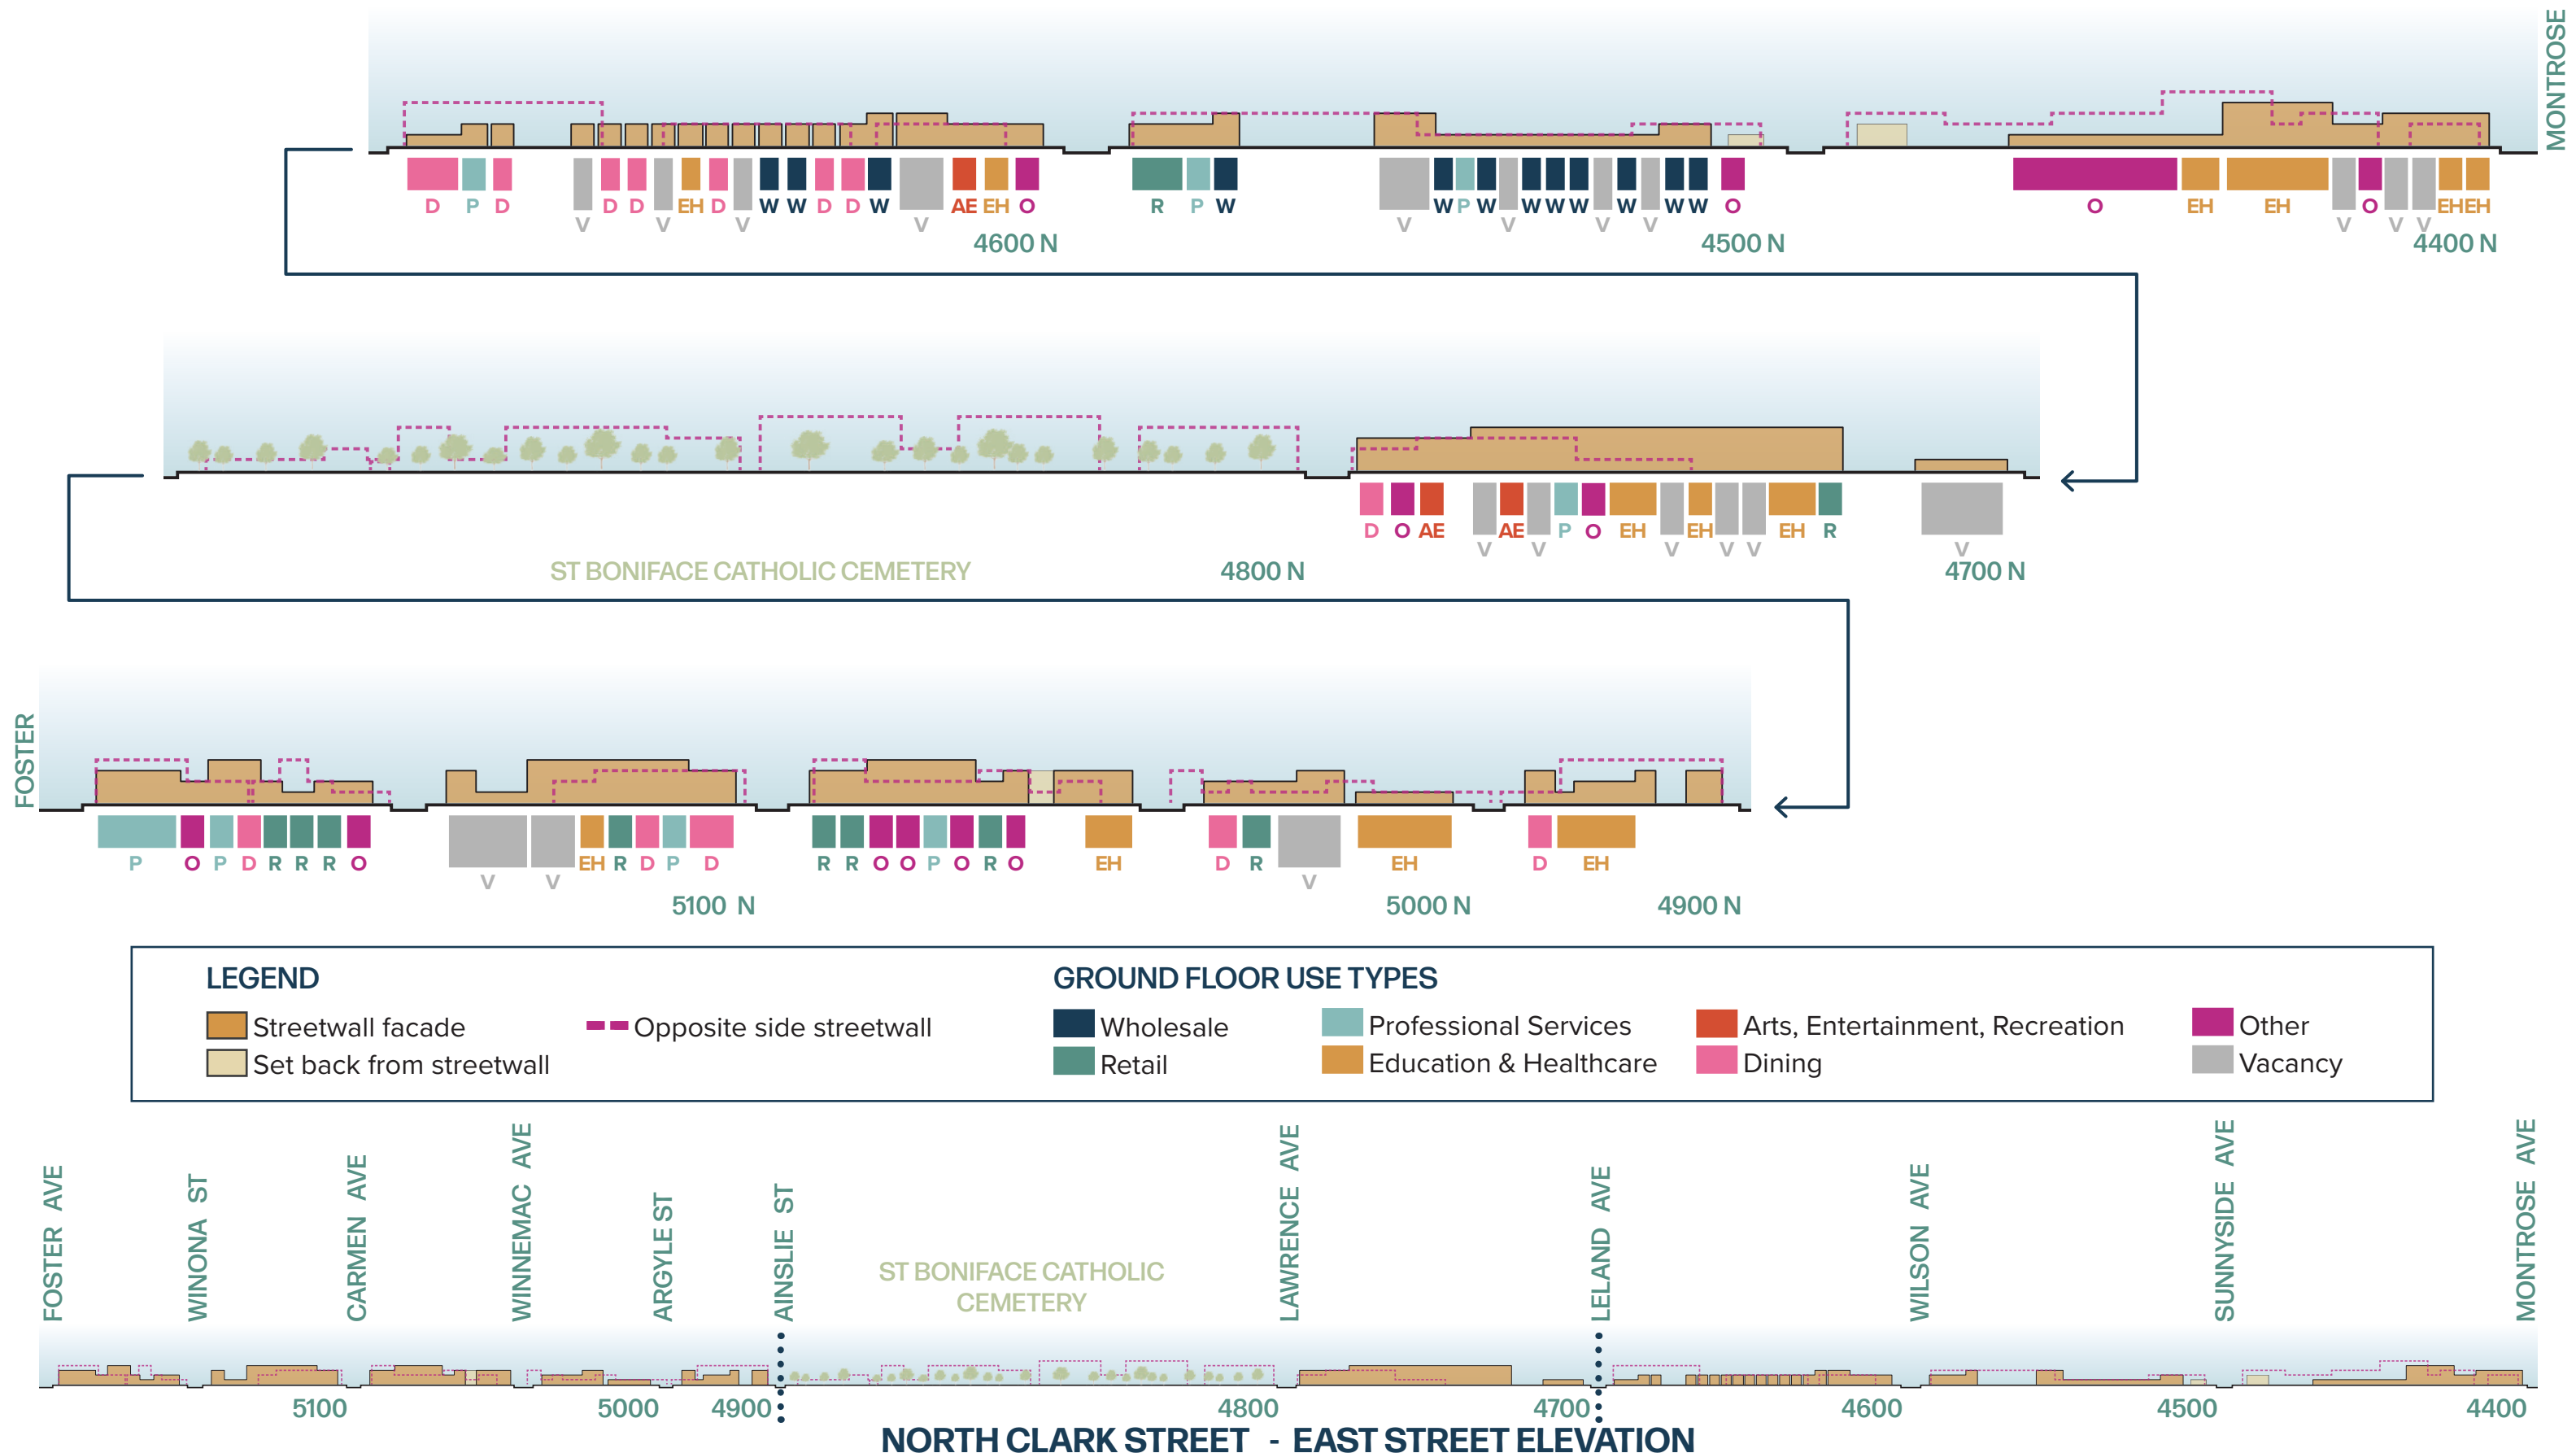 MONTROSE
D P D V D D V EH D V W W D D W V AE EH O R P W V W P W V W W W V W V W W O O EH EH V O V V EH EH
4600 N 4500 N 4400 N
D O AE V AE V P O EH V EH V V EH R V
ST BONIFACE CATHOLIC CEMETERY 4800 N 4700 N
FOSTER
P O P D R R R O V V EH R D P D R R O O P O R O EH D R V EH D EH
5100 N 5000 N 4900 N
LEGEND
Streetwall facade
Opposite side streetwall
Set back from streetwall
GROUND FLOOR USE TYPES
Wholesale
Professional Services
Arts, Entertainment, Recreation
Other
Retail
Education & Healthcare
Dining
Vacancy
FOSTER AVE
WINONA ST
CARMEN AVE
WINNEMAC AVE
ARGYLE ST
AINSLIE ST
ST BONIFACE CATHOLIC
CEMETERY
LAWRENCE AVE
LELAND AVE
WILSON AVE
SUNNYSIDE AVE
MONTROSE AVE
5100 5000 4900 4800 4700 4600 4500 4400
NORTH CLARK STREET - EAST STREET ELEVATION